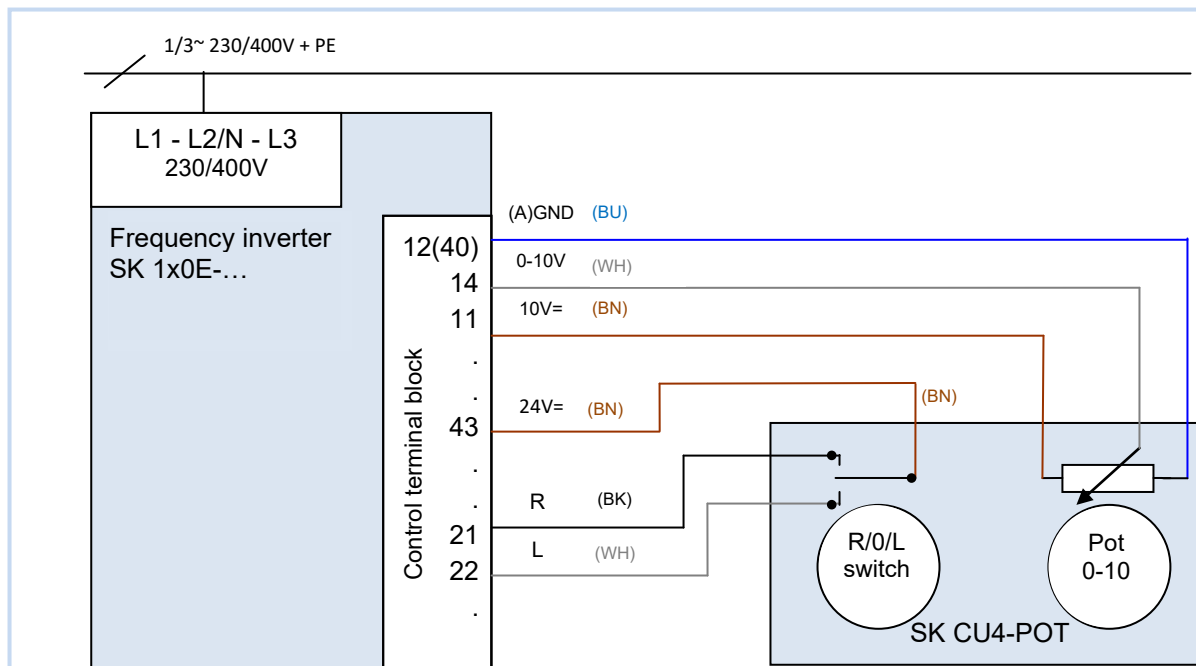 1/3~ 230/400V + PE
L1 - L2/N - L3
230/400V
Frequency inverter
SK 1x0E-…
Control terminal block
12(40)
14
11
.
.
43
.
.
21
22
.
(A)GND (BU)
0-10V (WH)
10V= (BN)
24V= (BN)
(BN)
R (BK)
L (WH)
R/0/L
switch
Pot
0-10
SK CU4-POT